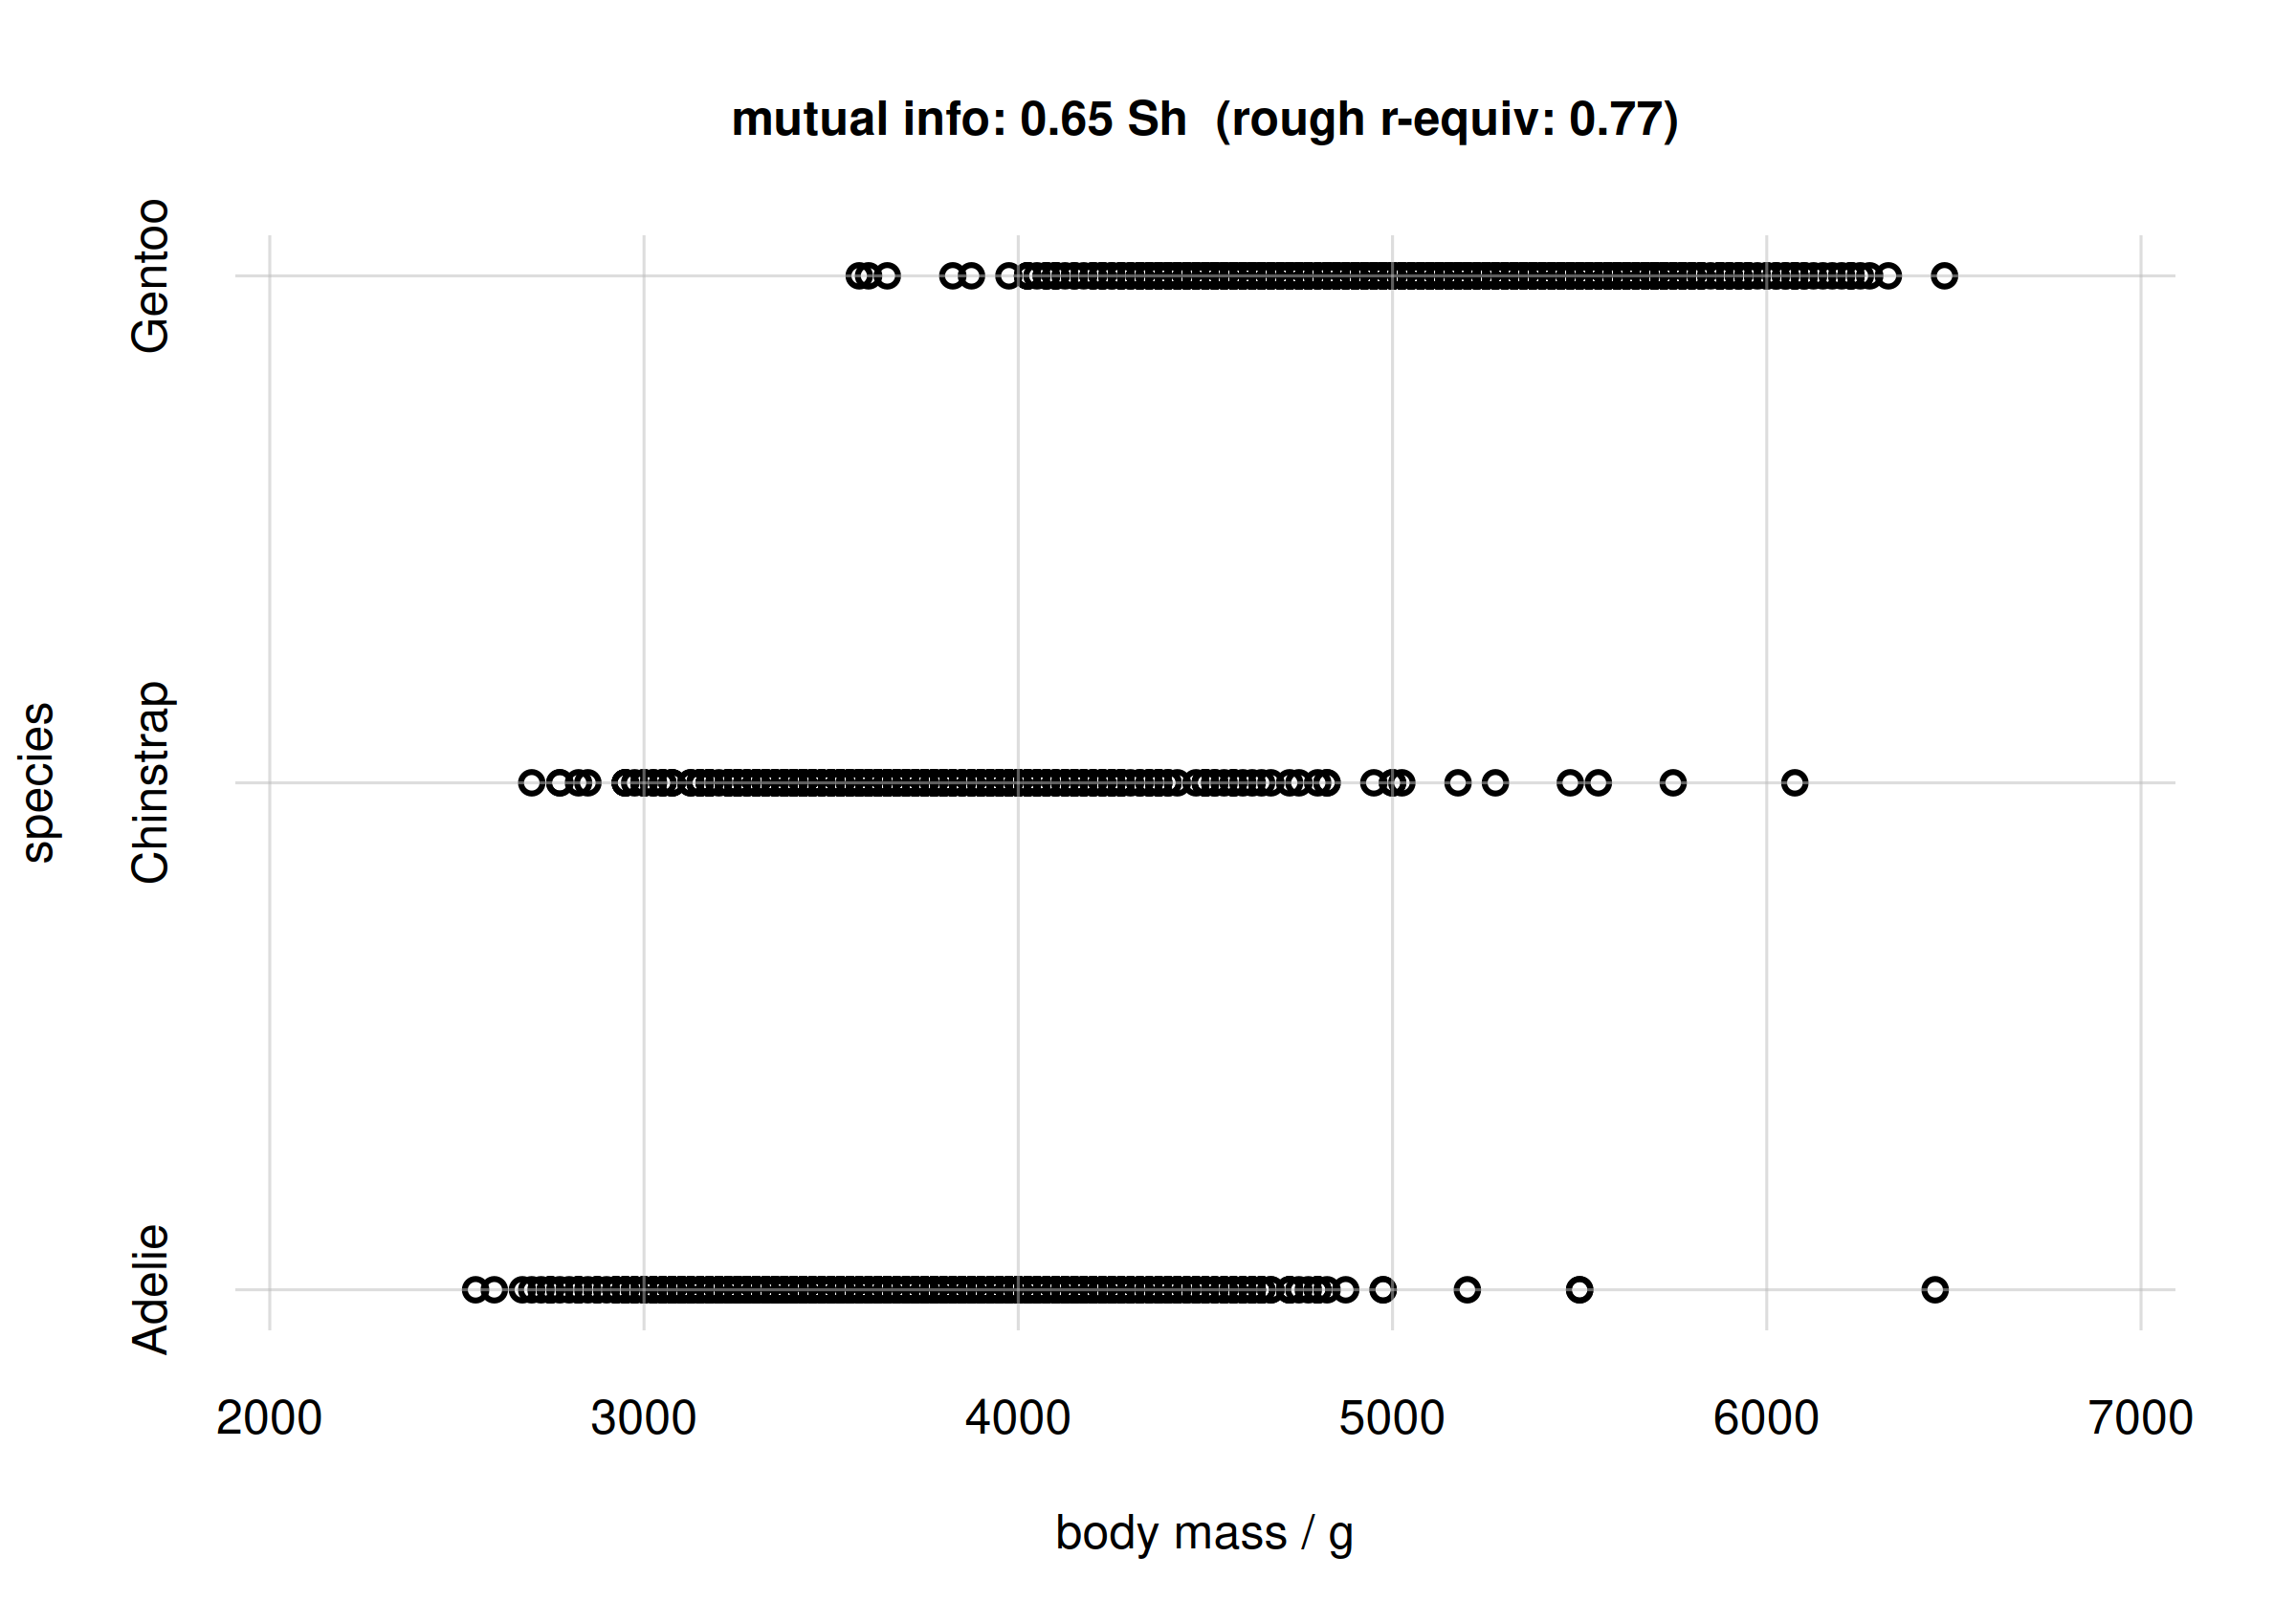 mutual info: 0.65 Sh  (rough r-equiv: 0.77)
Gentoo
Chinstrap
Adelie
species
2000 3000 4000 5000 6000 7000
body mass / g